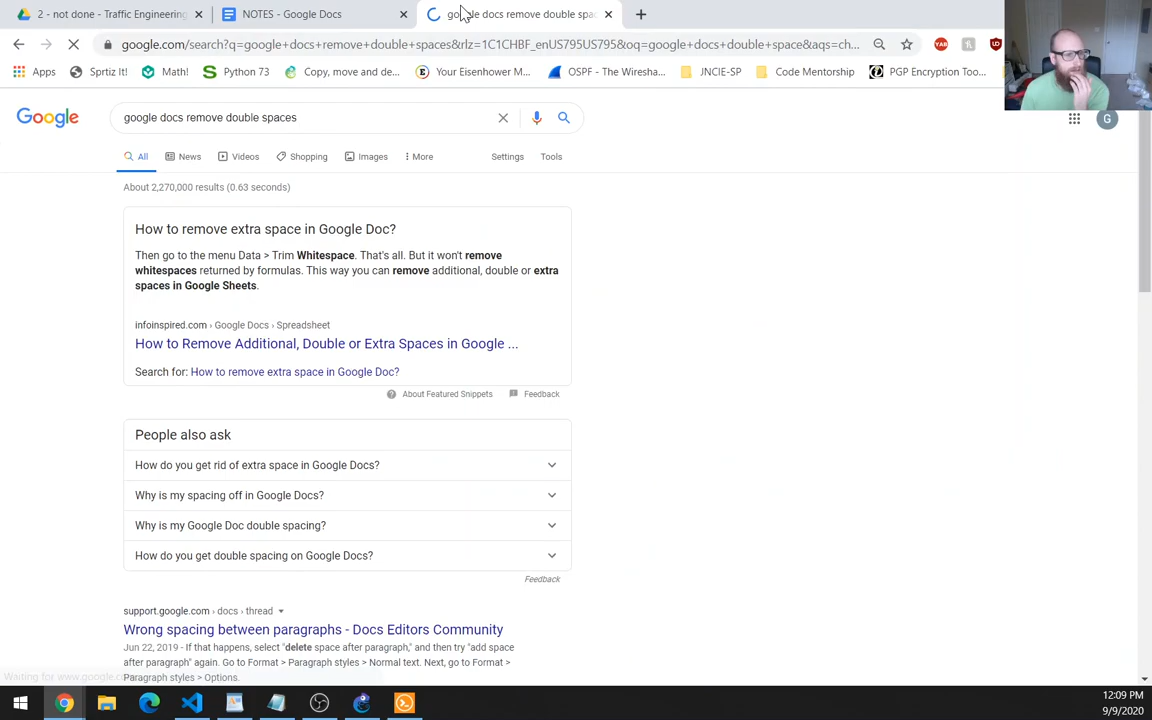 2 - not done - Traffic Engineering
NOTES - Google Docs
google docs remove double spac
google.com/search?q=google+docs+remove+double+spaces&rlz=1C1CHBF_enUS795US795&oq=google+docs+double+space&aqs=ch...
Apps
Sprtiz It!
Math!
Python 73
Copy, move and de...
Your Eisenhower M...
OSPF - The Wiresha...
JNCIE-SP
Code Mentorship
PGP Encryption Too...
Google
google docs remove double spaces
G
All
News
Videos
Shopping
Images
More
Settings
Tools
About 2,270,000 results (0.63 seconds)
How to remove extra space in Google Doc?
Then go to the menu Data > Trim Whitespace. That's all. But it won't remove
whitespaces returned by formulas. This way you can remove additional, double or extra
spaces in Google Sheets.
infoinspired.com › Google Docs › Spreadsheet
How to Remove Additional, Double or Extra Spaces in Google ...
Search for: How to remove extra space in Google Doc?
About Featured Snippets
Feedback
People also ask
How do you get rid of extra space in Google Docs?
Why is my spacing off in Google Docs?
Why is my Google Doc double spacing?
How do you get double spacing on Google Docs?
Feedback
support.google.com › docs › thread
Wrong spacing between paragraphs - Docs Editors Community
Jun 22, 2019 - If that happens, select "delete space after paragraph," and then try "add space
after paragraph" again. Go to Format > Paragraph styles > Normal text. Next, go to Format >
Paragraph styles > Options.
Waiting for www.google.co
12:09 PM
9/9/2020